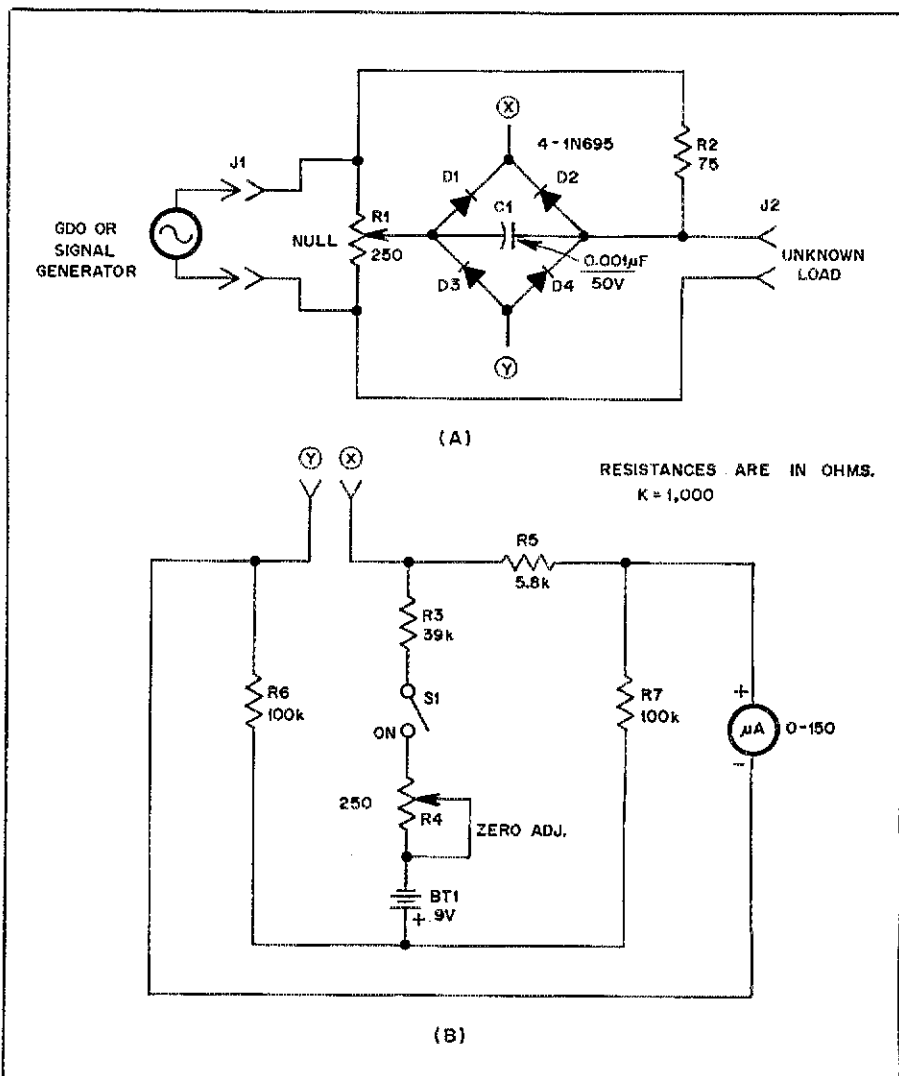 X
4-1N695
R2
75
J1
D1
D2
C1
J2
GDO OR
SIGNAL
GENERATOR
R1
NULL
250
UNKNOWN
LOAD
0.001µF
50V
D3
D4
Y
(A)
Y
X
RESISTANCES ARE IN OHMS.
K = 1,000
R5
5.8k
R3
39k
R6
100k
S1
ON
R7
100k
+
µA
0-150
-
250
R4
ZERO ADJ.
BT1
+
9V
(B)